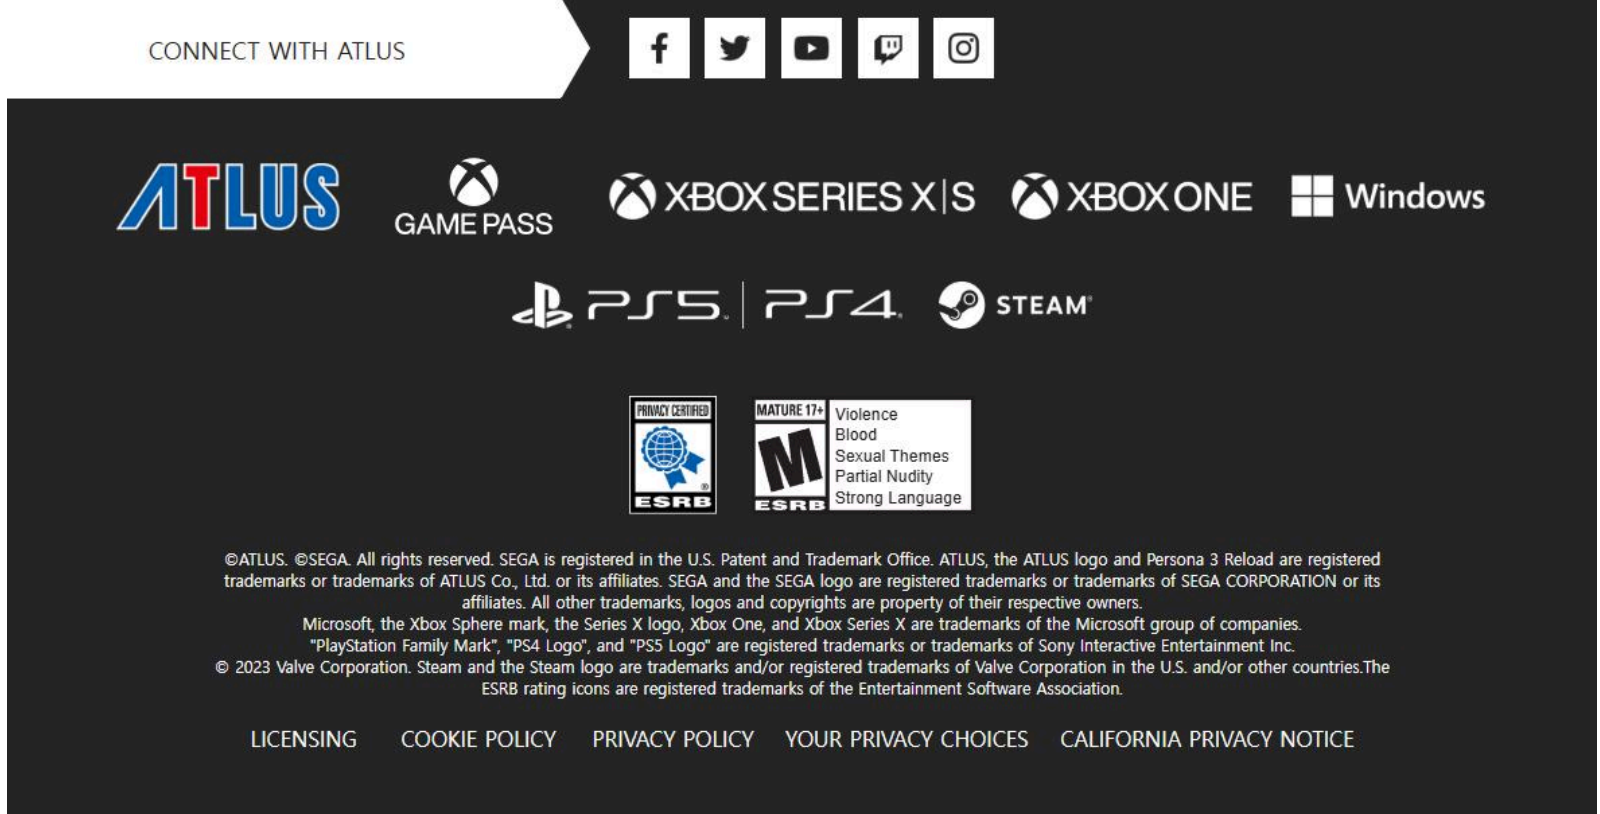 CONNECT WITH ATLUS
ATLUS
GAME PASS
XBOX SERIES X|S
XBOX ONE
Windows
PS5 | PS4
STEAM
PRIVACY CERTIFIED
ESRB
MATURE 17+
M
ESRB
Violence
Blood
Sexual Themes
Partial Nudity
Strong Language
©ATLUS. ©SEGA. All rights reserved. SEGA is registered in the U.S. Patent and Trademark Office. ATLUS, the ATLUS logo and Persona 3 Reload are registered
trademarks or trademarks of ATLUS Co., Ltd. or its affiliates. SEGA and the SEGA logo are registered trademarks or trademarks of SEGA CORPORATION or its
affiliates. All other trademarks, logos and copyrights are property of their respective owners.
Microsoft, the Xbox Sphere mark, the Series X logo, Xbox One, and Xbox Series X are trademarks of the Microsoft group of companies.
"PlayStation Family Mark", "PS4 Logo", and "PS5 Logo" are registered trademarks or trademarks of Sony Interactive Entertainment Inc.
© 2023 Valve Corporation. Steam and the Steam logo are trademarks and/or registered trademarks of Valve Corporation in the U.S. and/or other countries.The
ESRB rating icons are registered trademarks of the Entertainment Software Association.
LICENSING COOKIE POLICY PRIVACY POLICY YOUR PRIVACY CHOICES CALIFORNIA PRIVACY NOTICE